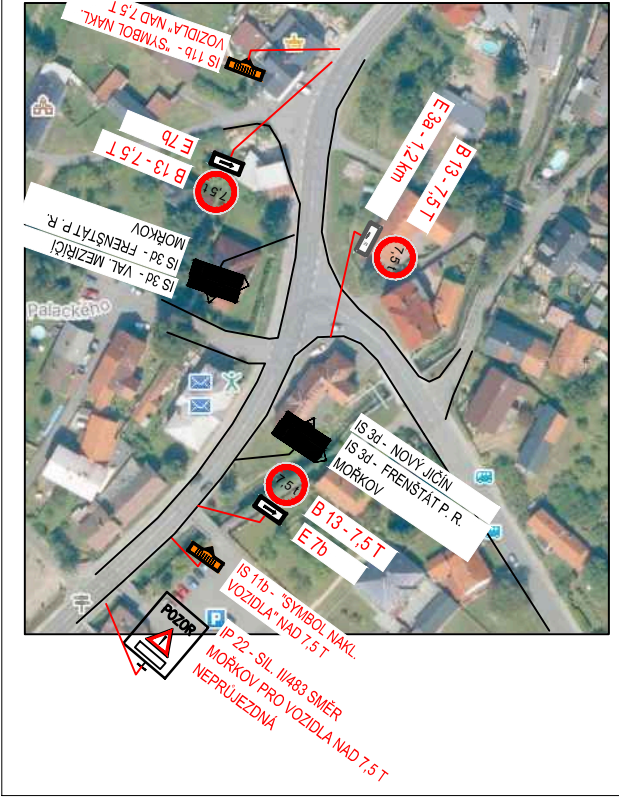 IS 11b - "SYMBOL NAKL.
VOZIDLA" NAD 7,5 T
E 7b
B 13 - 7,5 T
7,5 t
B 13 - 7,5 T
E 3a - 1,2 km
7,5 t
MOŘKOV
IS 3d - FRENŠTÁT P. R.
IS 3d - VAL. MEZIŘÍČÍ
Palackého
IS 3d - NOVÝ JIČÍN
IS 3d - FRENŠTÁT P. R.
MOŘKOV
7,5 t
B 13 - 7,5 T
E 7b
IS 11b - "SYMBOL NAKL.
VOZIDLA" NAD 7,5 T
P
POZOR
IP 22 - SIL. II/483 SMĚR
MOŘKOV PRO VOZIDLA NAD 7,5 T
NEPRŮJEZDNÁ